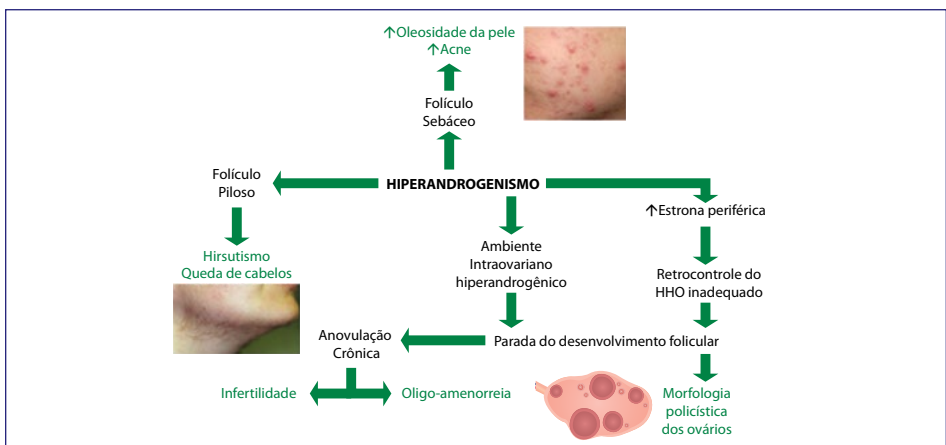 ↑Oleosidade da pele
↑Acne
Folículo
Sebáceo
Folículo
Piloso
HIPERANDROGENISMO
↑Estrona periférica
Hirsutismo
Queda de cabelos
Ambiente
Intraovariano
hiperandrogênico
Retrocontrole do
HHO inadequado
Anovulação
Crônica
Parada do desenvolvimento folicular
Infertilidade
Oligo-amenorreia
Morfologia
policística
dos ovários